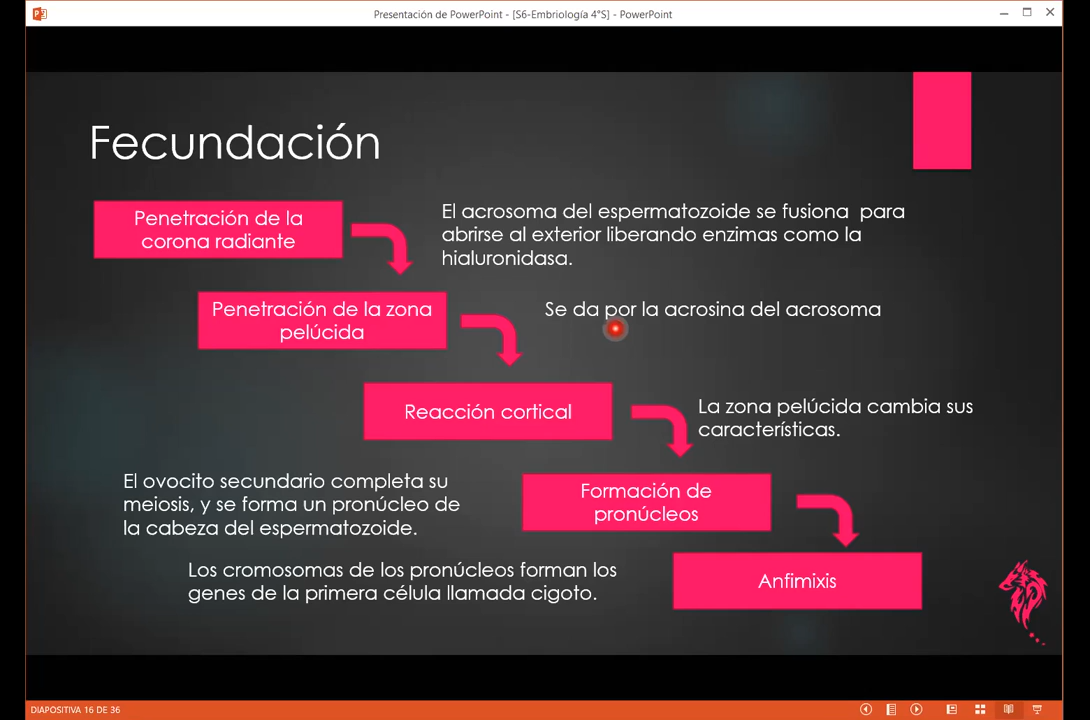 Presentación de PowerPoint - [S6-Embriología 4°S] - PowerPoint
Fecundación
Penetración de la
corona radiante
El acrosoma del espermatozoide se fusiona para
abrirse al exterior liberando enzimas como la
hialuronidasa.
Penetración de la zona
pelúcida
Se da por la acrosina del acrosoma
Reacción cortical
La zona pelúcida cambia sus
características.
Formación de
pronúcleos
El ovocito secundario completa su
meiosis, y se forma un pronúcleo de
la cabeza del espermatozoide.
Anfimixis
Los cromosomas de los pronúcleos forman los
genes de la primera célula llamada cigoto.
DIAPOSITIVA 16 DE 36